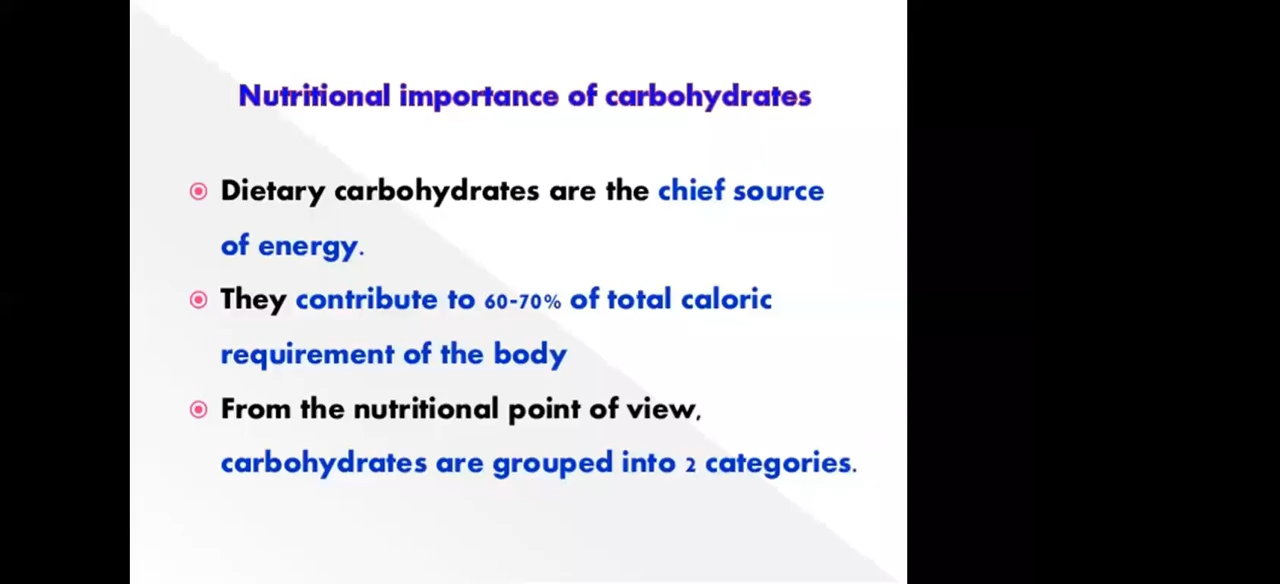 Nutritional importance of carbohydrates
Dietary carbohydrates are the chief source
of energy.
They contribute to 60-70% of total caloric
requirement of the body
From the nutritional point of view,
carbohydrates are grouped into 2 categories.